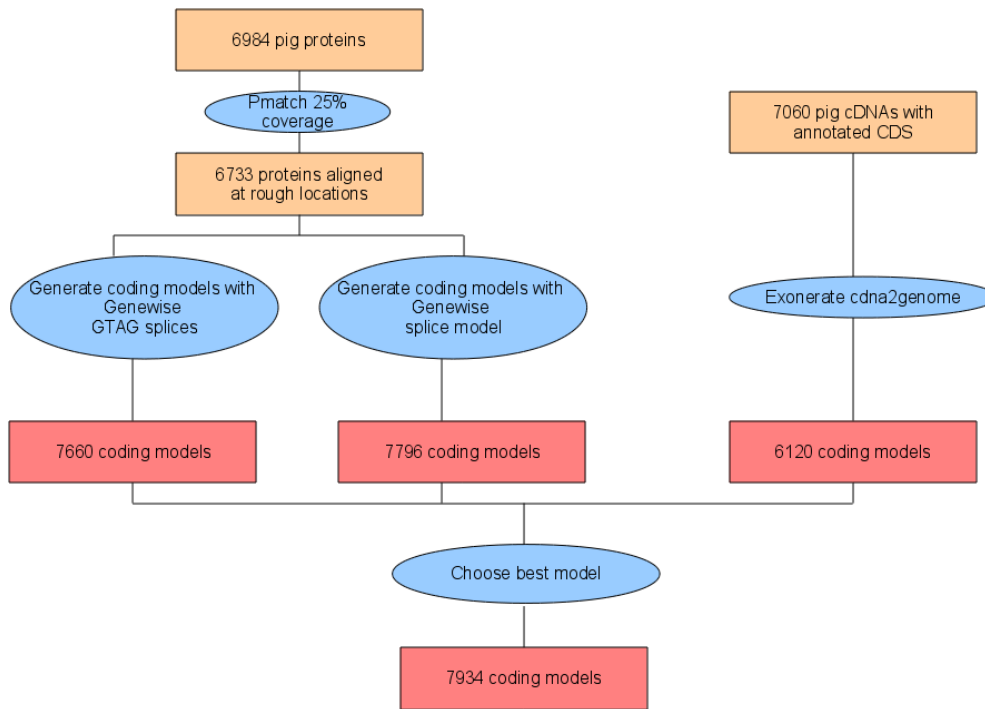 6984 pig proteins
Pmatch 25%
coverage
7060 pig cDNAs with
annotated CDS
6733 proteins aligned
at rough locations
Generate coding models with
Genewise
GTAG splices
Generate coding models with
Genewise
splice model
Exonerate cdna2genome
7660 coding models
7796 coding models
6120 coding models
Choose best model
7934 coding models